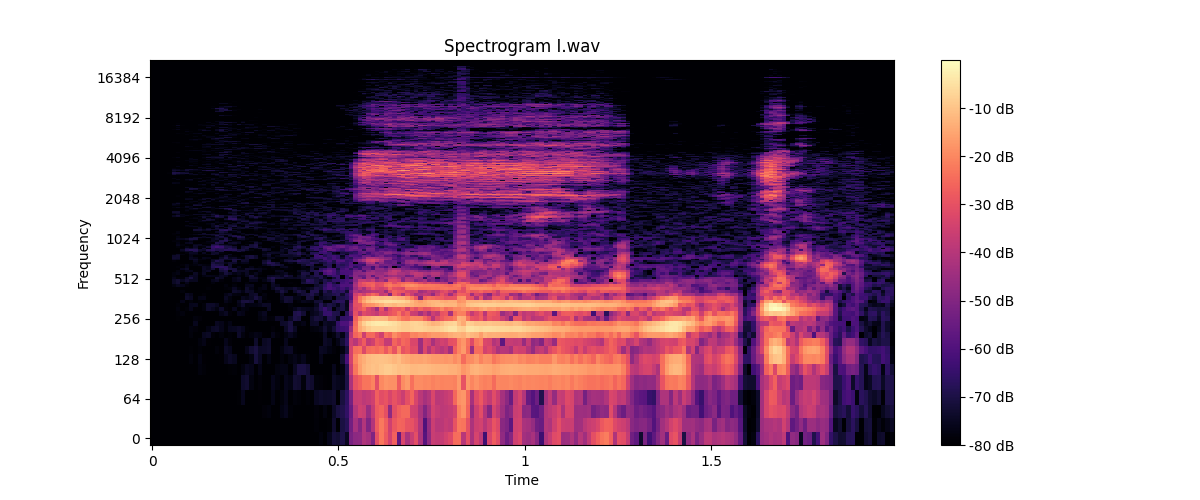 Spectrogram I.wav
Frequency
16384
8192
4096
2048
1024
512
256
128
64
0
0
0.5
1
1.5
Time
-10 dB
-20 dB
-30 dB
-40 dB
-50 dB
-60 dB
-70 dB
-80 dB